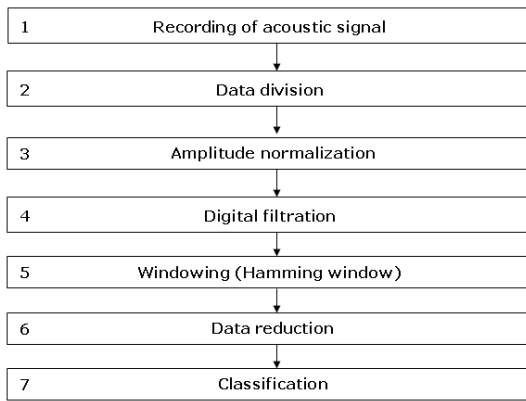 1 Recording of acoustic signal
2 Data division
3 Amplitude normalization
4 Digital filtration
5 Windowing (Hamming window)
6 Data reduction
7 Classification